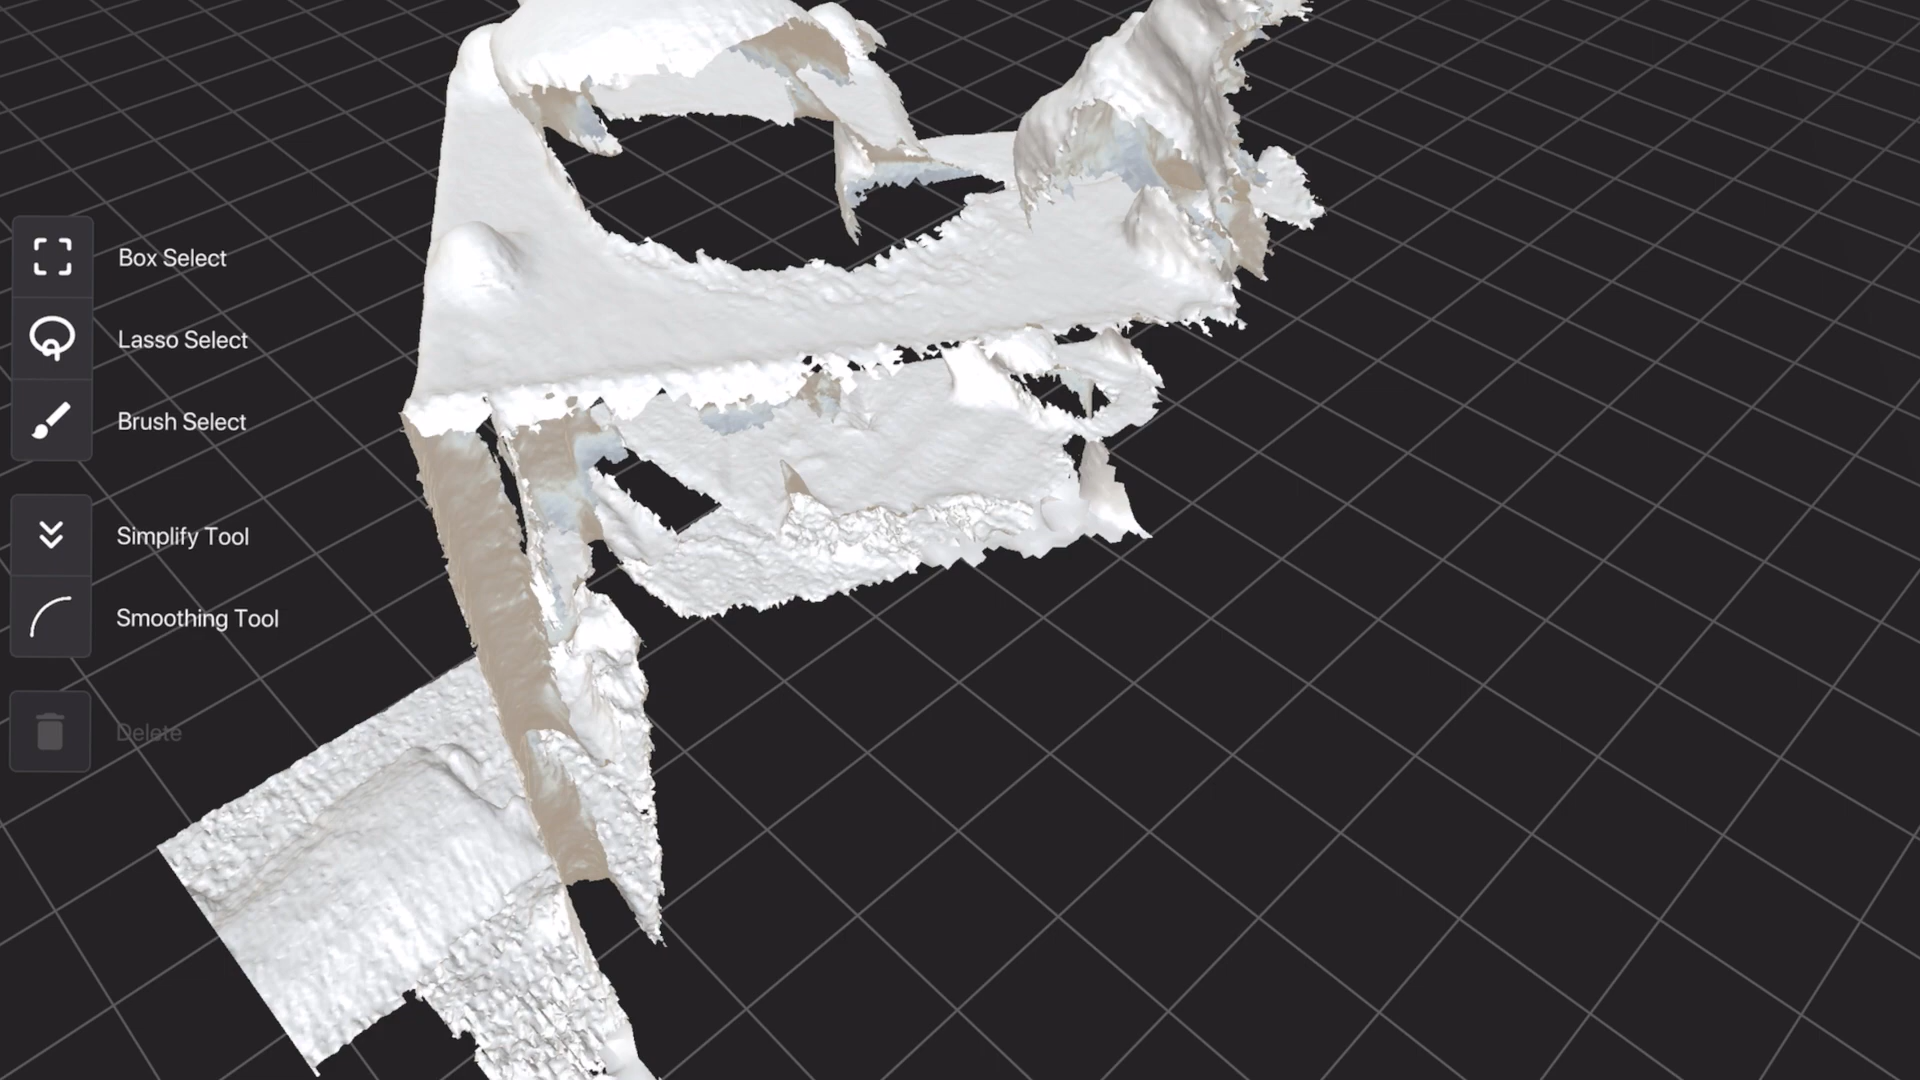 Box Select
Lasso Select
Brush Select
Simplify Tool
Smoothing Tool
Delete